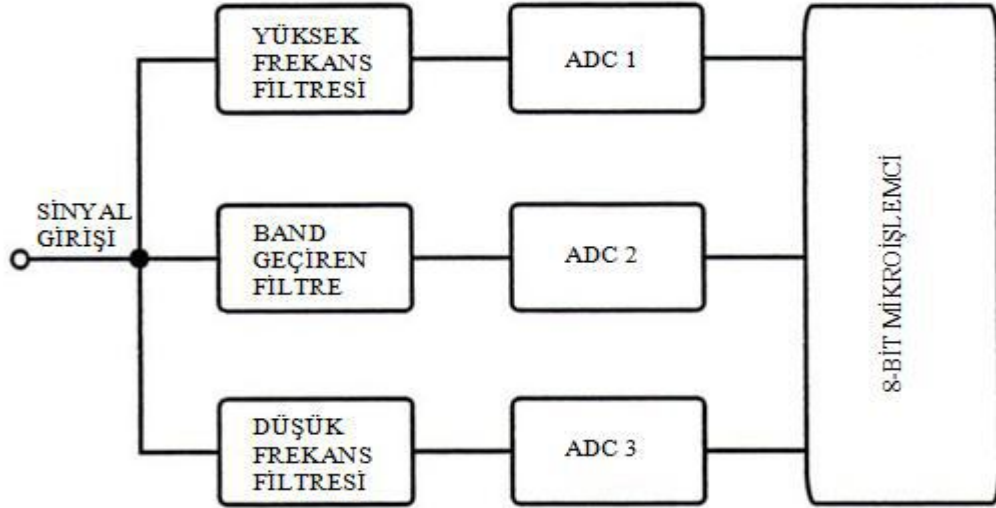 YÜKSEK
FREKANS
FİLTRESİ
ADC 1
SİNYAL
GİRİŞİ
BAND
GEÇİREN
FİLTRE
ADC 2
DÜŞÜK
FREKANS
FİLTRESİ
ADC 3
8-BİT MİKROİŞLEMCİ